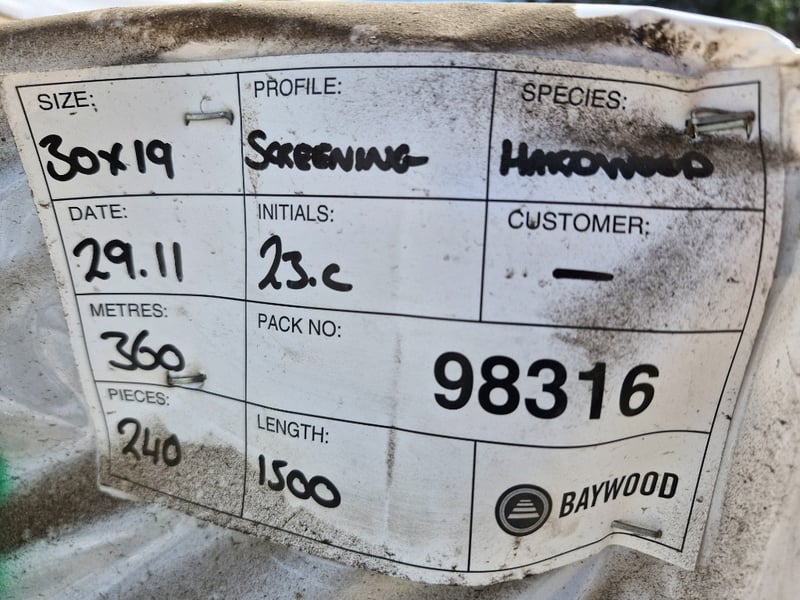 SIZE:
30x19
PROFILE:
SCREENING
SPECIES:
HARDWOOD
DATE:
29.11
INITIALS:
23.c
CUSTOMER:
—
METRES:
360
PACK NO:
98316
PIECES:
240
LENGTH:
1500
BAYWOOD